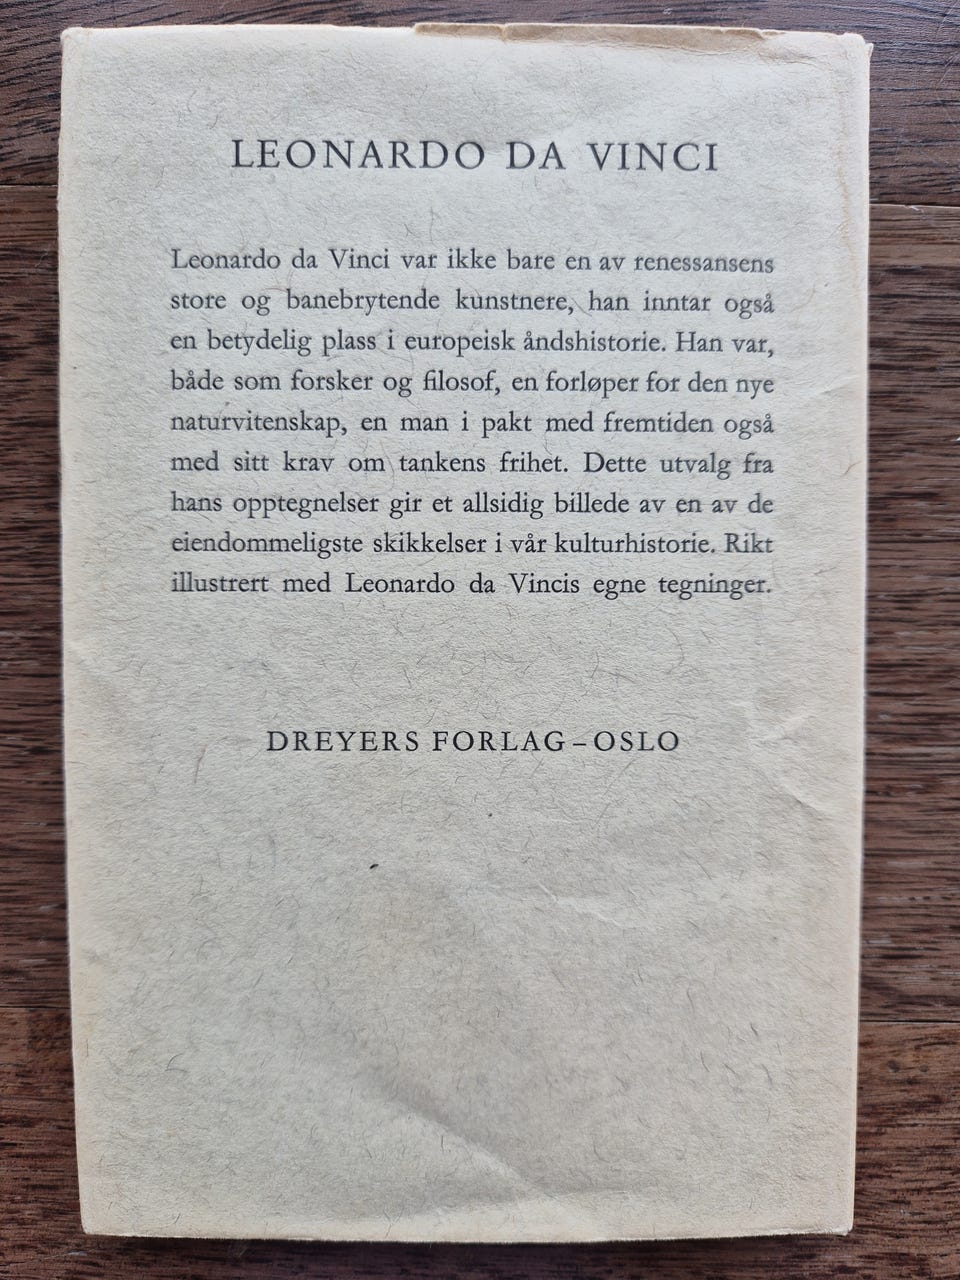 LEONARDO DA VINCI
Leonardo da Vinci var ikke bare en av renessansens
store og banebrytende kunstnere, han inntar også
en betydelig plass i europeisk åndshistorie. Han var,
både som forsker og filosof, en forløper for den nye
naturvitenskap, en man i pakt med fremtiden også
med sitt krav om tankens frihet. Dette utvalg fra
hans opptegnelser gir et allsidig billede av en av de
eiendommeligste skikkelser i vår kulturhistorie. Rikt
illustrert med Leonardo da Vincis egne tegninger.
DREYERS FORLAG – OSLO